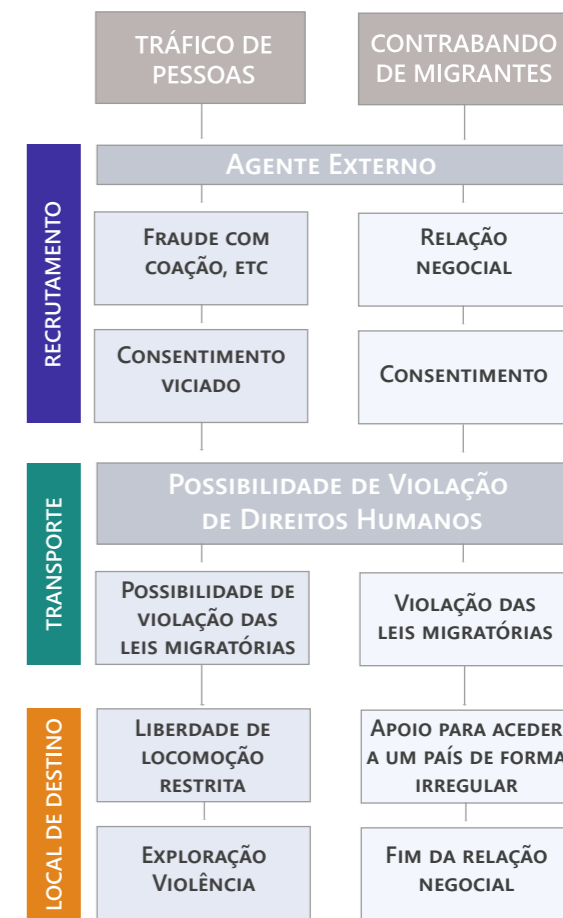 TRÁFICO DE
PESSOAS
CONTRABANDO
DE MIGRANTES
RECRUTAMENTO
AGENTE EXTERNO
FRAUDE COM
COAÇÃO, ETC
RELAÇÃO
NEGOCIAL
CONSENTIMENTO
VICIADO
CONSENTIMENTO
TRANSPORTE
POSSIBILIDADE DE VIOLAÇÃO
DE DIREITOS HUMANOS
POSSIBILIDADE DE
VIOLAÇÃO DAS
LEIS MIGRATÓRIAS
VIOLAÇÃO DAS
LEIS MIGRATÓRIAS
LOCAL DE DESTINO
LIBERDADE DE
LOCOMOÇÃO
RESTRITA
APOIO PARA ACEDER
A UM PAÍS DE FORMA
IRREGULAR
EXPLORAÇÃO
VIOLÊNCIA
FIM DA RELAÇÃO
NEGOCIAL